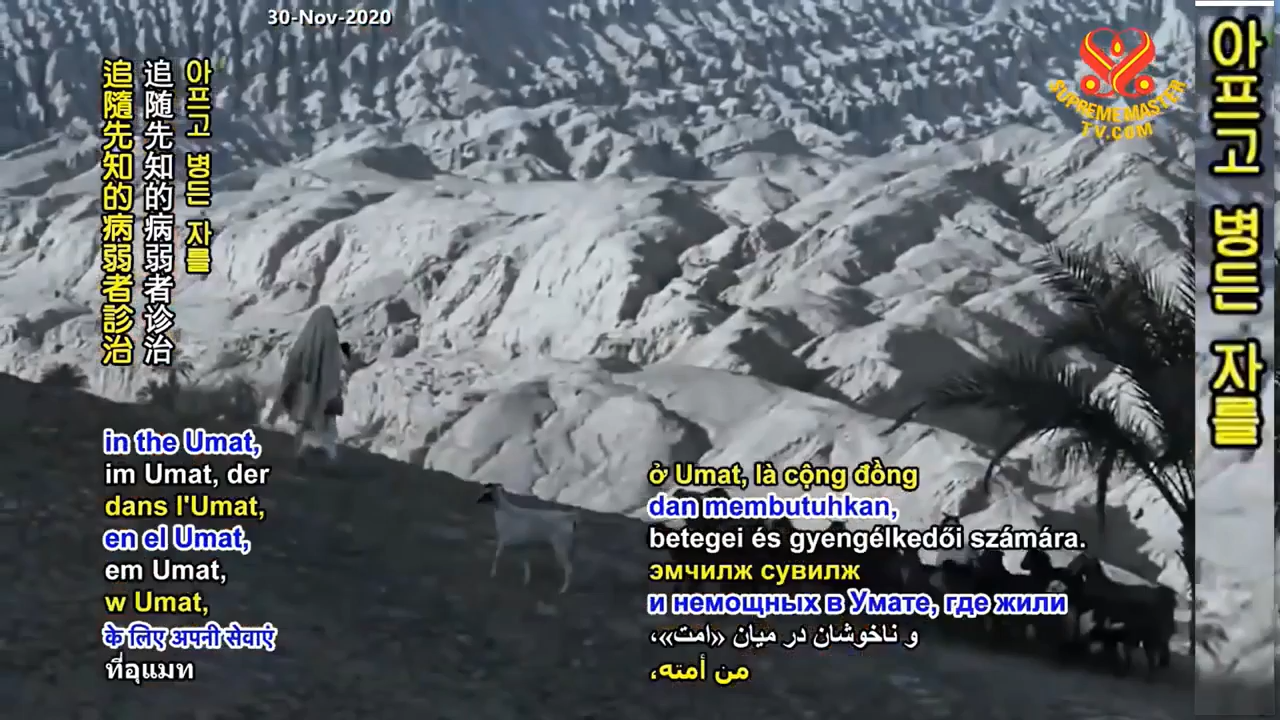 30-Nov-2020
SUPREME MASTER
TV.COM
아프고 병든 자를
追随先知的病弱者诊治
追隨先知的病弱者診治
in the Umat,
im Umat, der
dans l'Umat,
en el Umat,
em Umat,
w Umat,
के लिए अपनी सेवाएं
ที่อุแมท
ở Umat, là cộng đồng
dan membutuhkan,
betegei és gyengélkedői számára.
эмчилж сувилж
и немощных в Умате, где жили
و ناخوشان در میان «امت»،
من أمته،
아프고 병든 자를